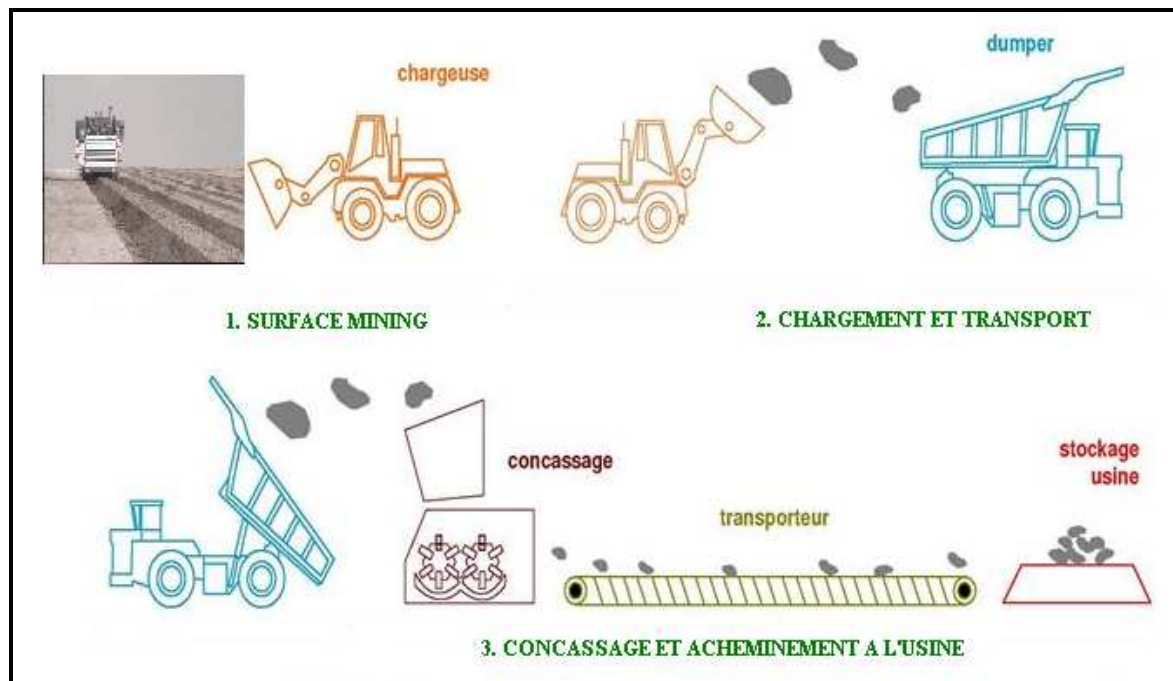 chargeuse
dumper
1. SURFACE MINING
2. CHARGEMENT ET TRANSPORT
concassage
stockage
usine
transporteur
3. CONCASSAGE ET ACHEMINEMENT A L'USINE